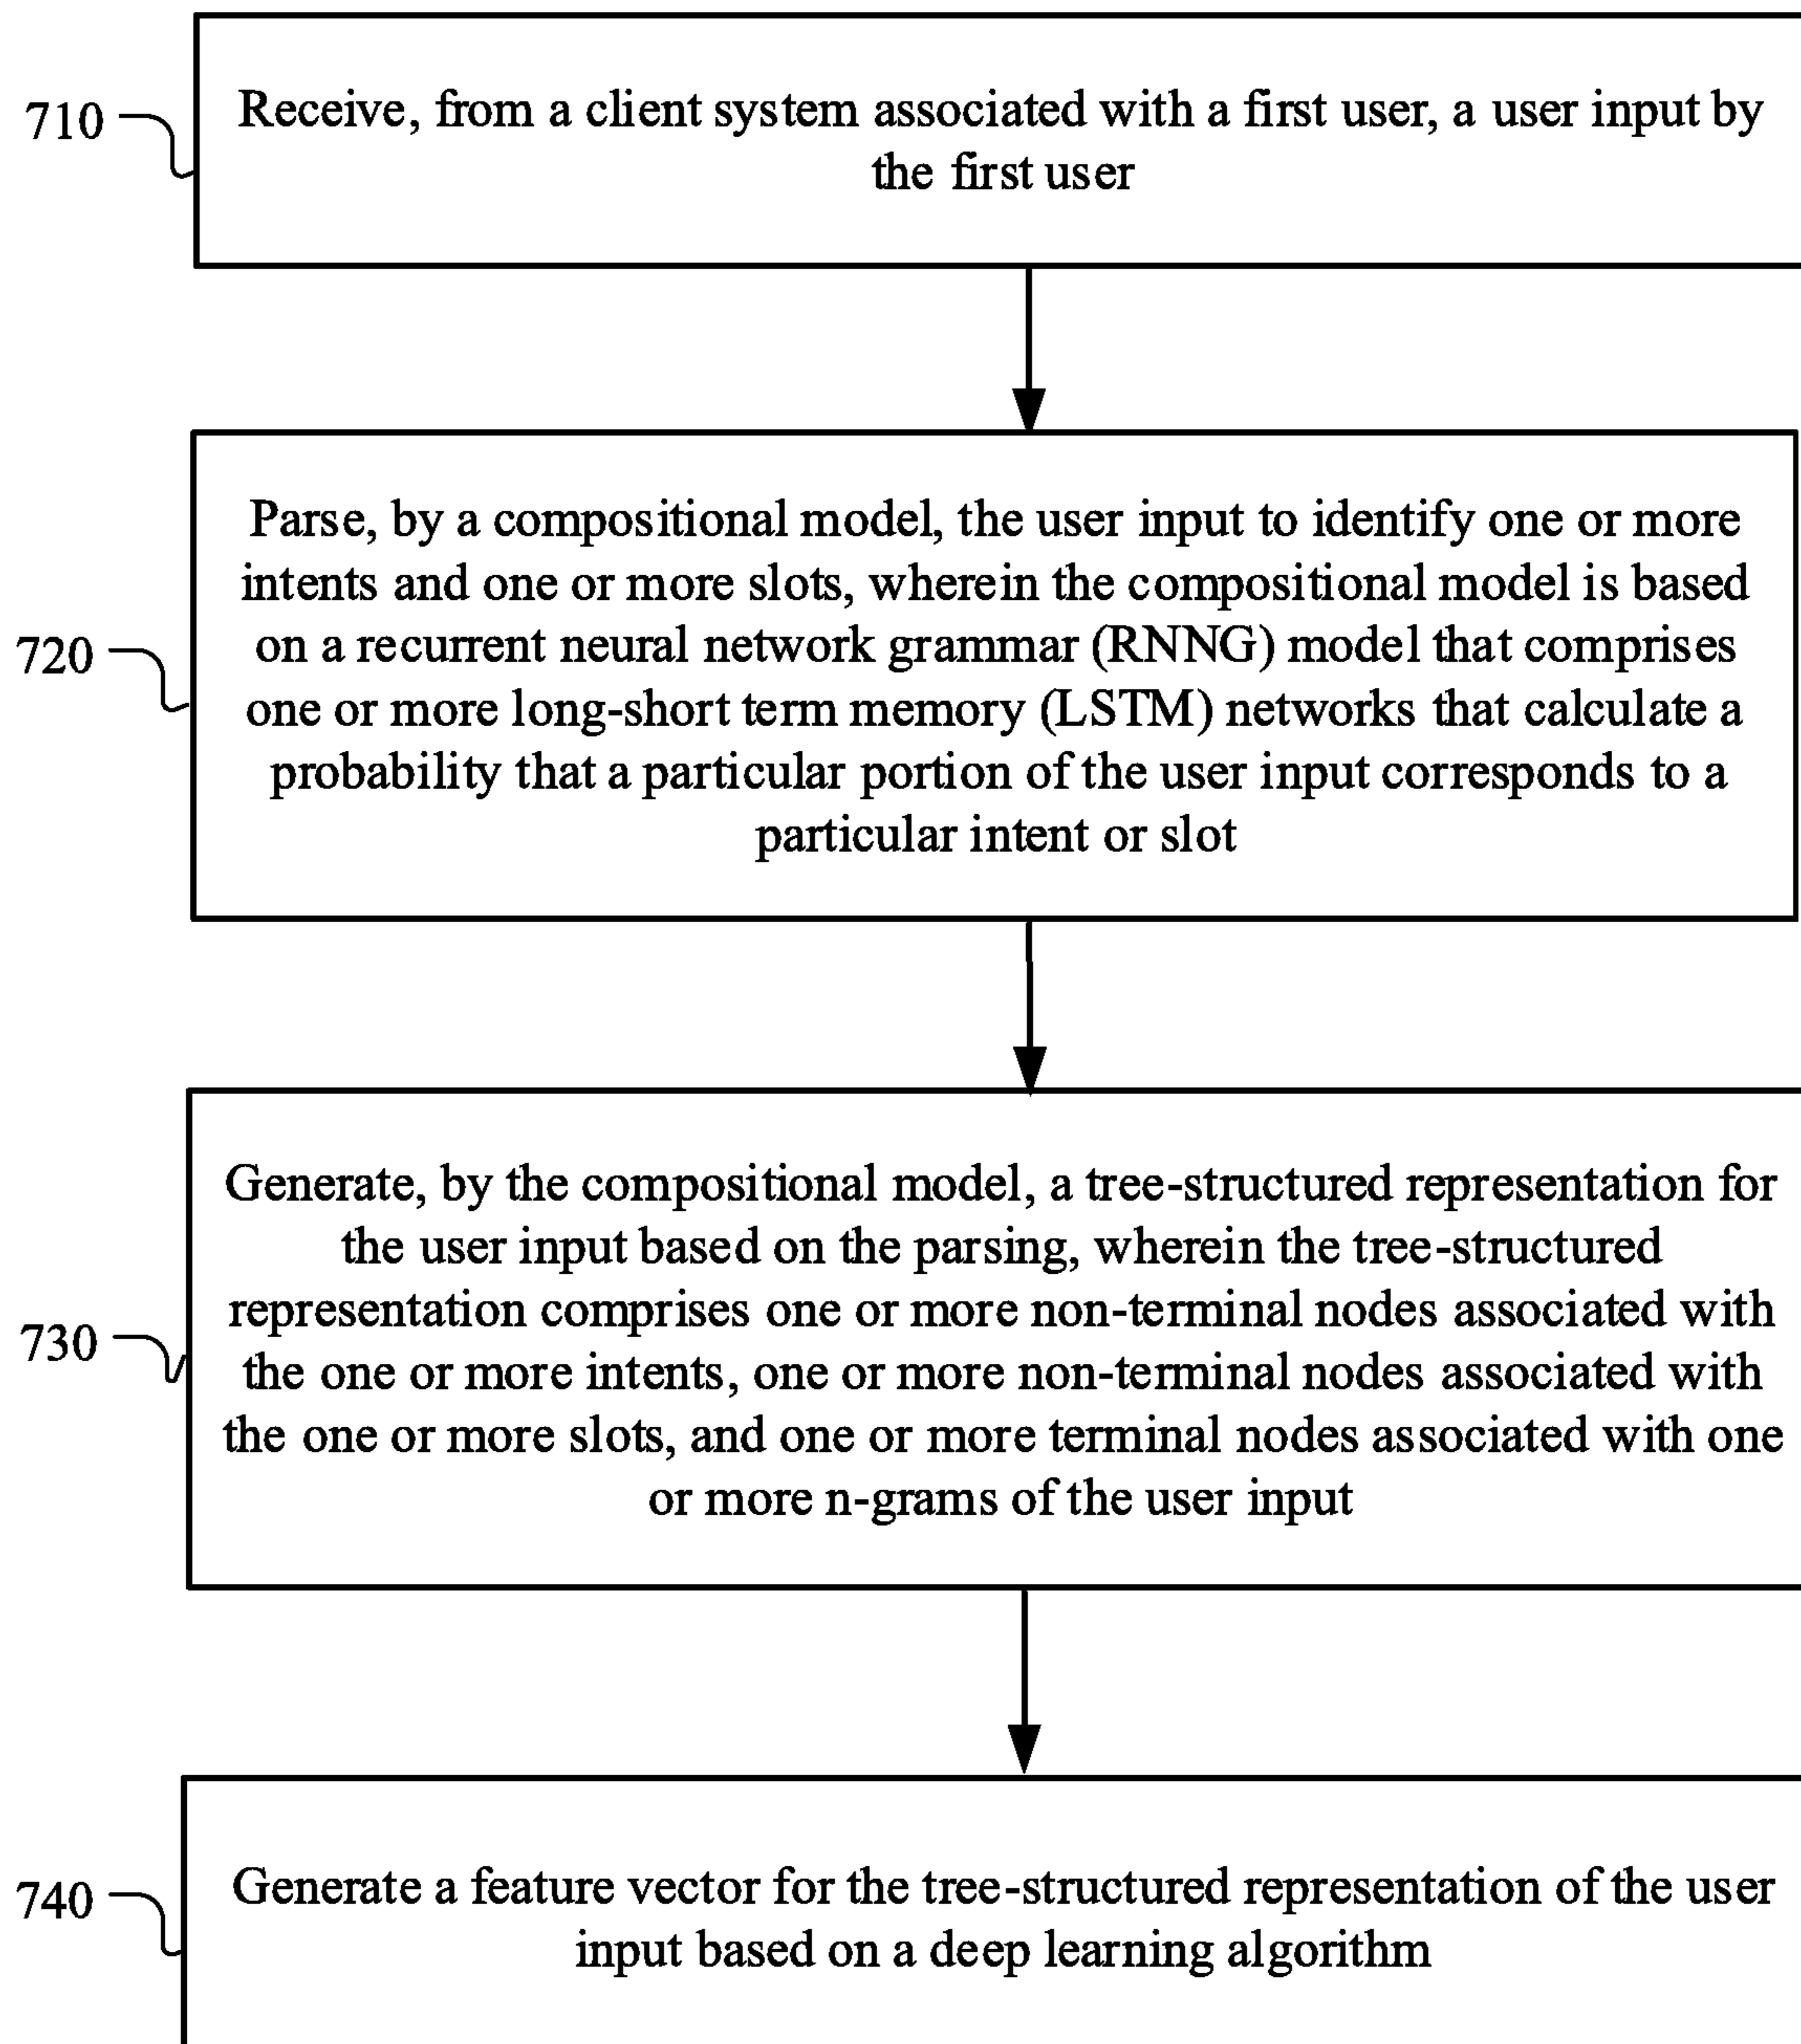 710
Receive, from a client system associated with a first user, a user input by
the first user
720
Parse, by a compositional model, the user input to identify one or more
intents and one or more slots, wherein the compositional model is based
on a recurrent neural network grammar (RNNG) model that comprises
one or more long-short term memory (LSTM) networks that calculate a
probability that a particular portion of the user input corresponds to a
particular intent or slot
730
Generate, by the compositional model, a tree-structured representation for
the user input based on the parsing, wherein the tree-structured
representation comprises one or more non-terminal nodes associated with
the one or more intents, one or more non-terminal nodes associated with
the one or more slots, and one or more terminal nodes associated with one
or more n-grams of the user input
740
Generate a feature vector for the tree-structured representation of the user
input based on a deep learning algorithm